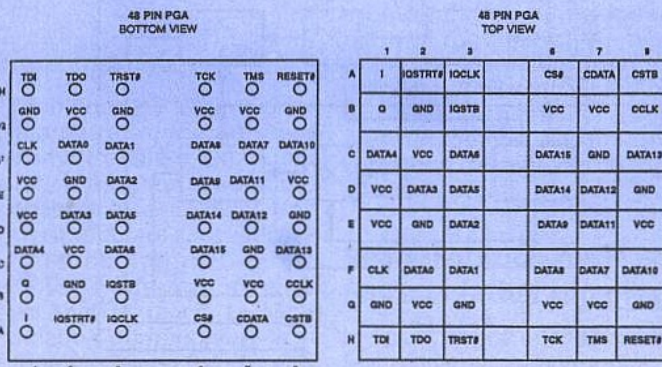 48 PIN PGA
BOTTOM VIEW
TDI TDO TRST# TCK TMS RESET#
H
GND VCC GND VCC VCC GND
G
CLK DATA0 DATA1 DATA8 DATA7 DATA10
F
VCC GND DATA2 DATA9 DATA11 VCC
E
VCC DATA3 DATA5 DATA14 DATA12 GND
D
DATA4 VCC DATA6 DATA15 GND DATA13
C
Q GND IQSTB VCC VCC CCLK
B
I IQSTRT# IQCLK CS# CDATA CSTB
A
48 PIN PGA
TOP VIEW
1 2 3 6 7 8
A I IQSTRT# IQCLK CS# CDATA CSTB
B Q GND IQSTB VCC VCC CCLK
C DATA4 VCC DATA6 DATA15 GND DATA13
D VCC DATA3 DATA5 DATA14 DATA12 GND
E VCC GND DATA2 DATA9 DATA11 VCC
F CLK DATA0 DATA1 DATA8 DATA7 DATA10
G GND VCC GND VCC VCC GND
H TDI TDO TRST# TCK TMS RESET#